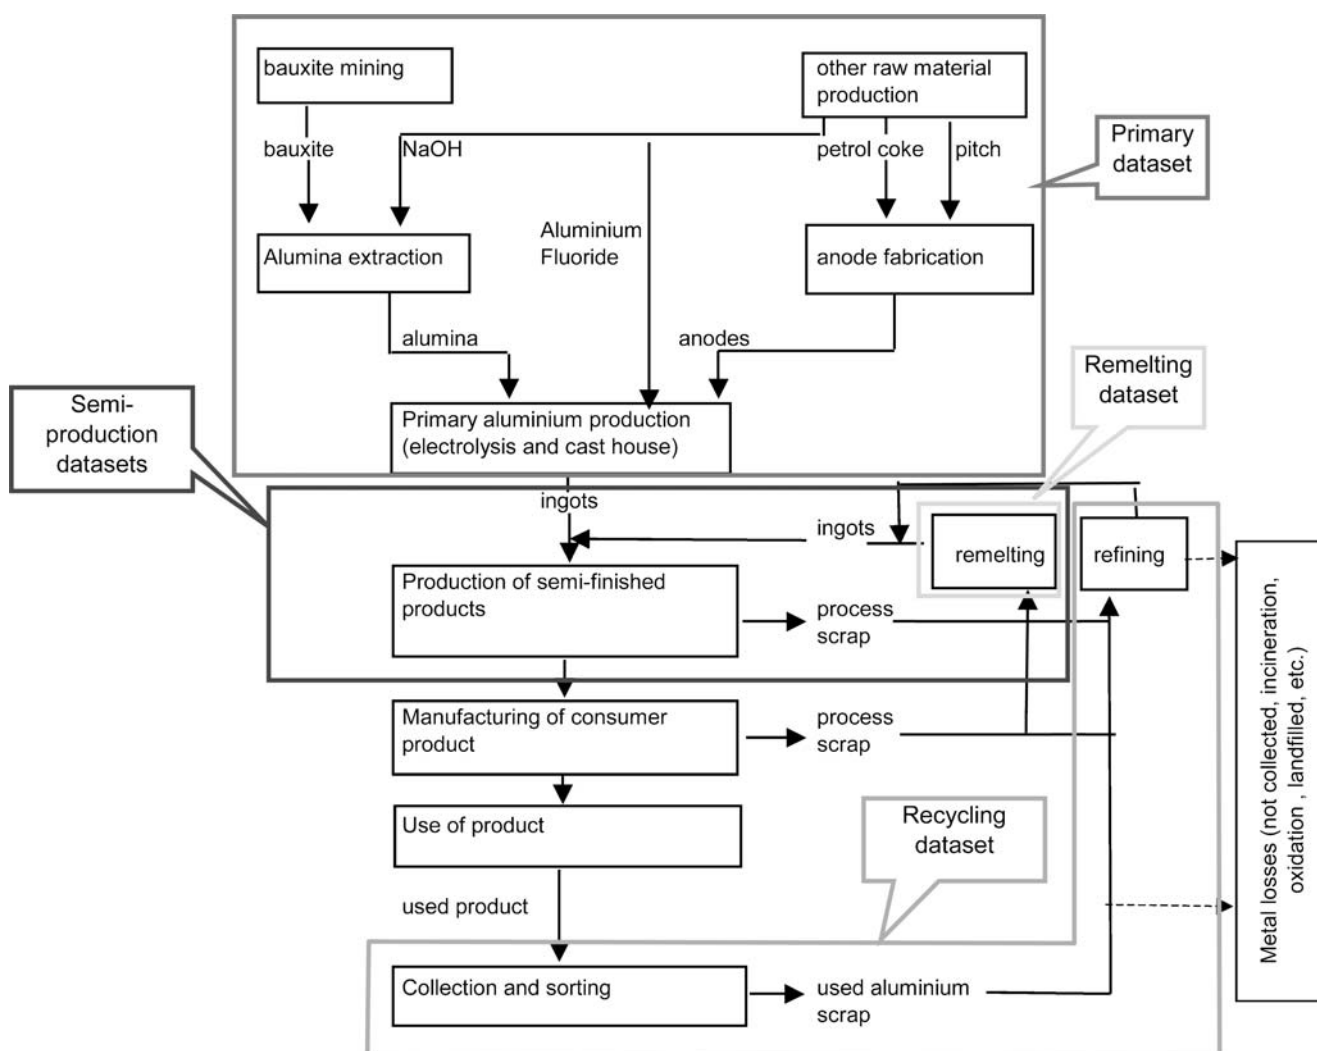 bauxite mining
other raw material
production
Primary
dataset
bauxite
NaOH
petrol coke
pitch
Aluminium
Fluoride
Alumina extraction
anode fabrication
alumina
anodes
Remelting
dataset
Semi-
production
datasets
Primary aluminium production
(electrolysis and cast house)
ingots
ingots
remelting
refining
Production of semi-finished
products
process
scrap
Manufacturing of consumer
product
process
scrap
Use of product
Recycling
dataset
used product
Collection and sorting
used aluminium
scrap
Metal losses (not collected, incineration,
oxidation , landfilled, etc.)